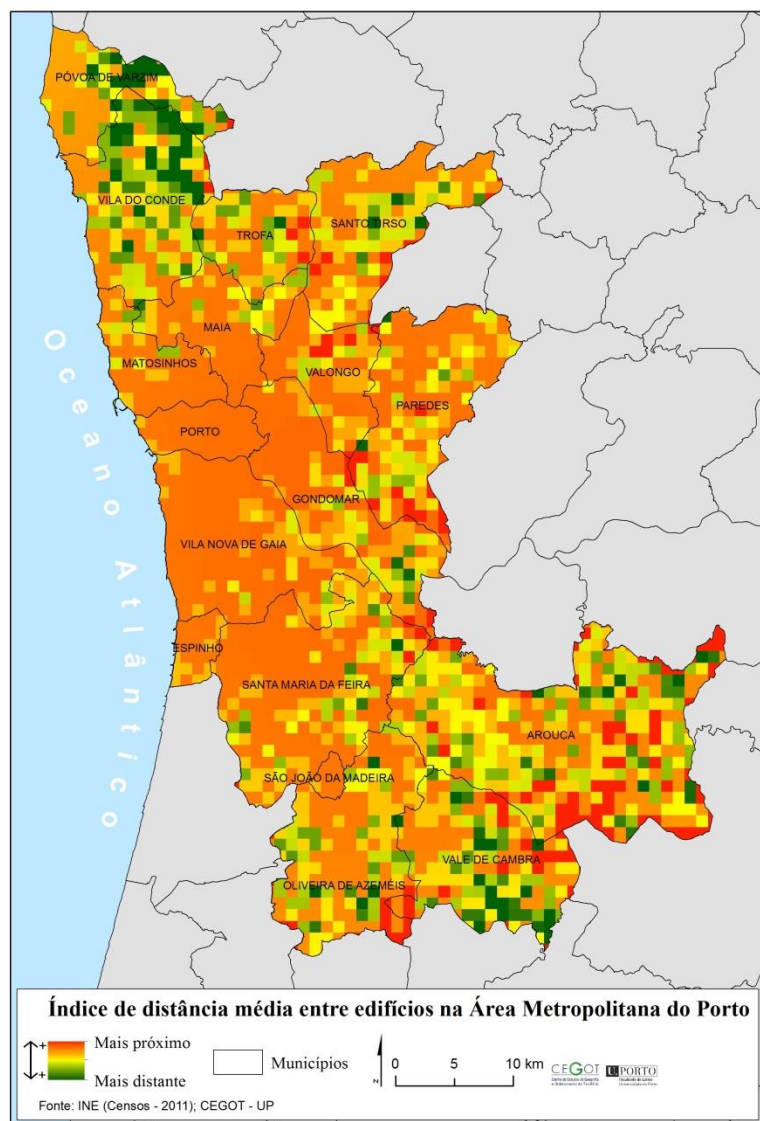 PÓVOA DE VARZIM
VILA DO CONDE
TROFA
SANTO TIRSO
MAIA
MATOSINHOS
VALONGO
PAREDES
PORTO
GONDOMAR
VILA NOVA DE GAIA
Oceano Atlântico
ESPINHO
SANTA MARIA DA FEIRA
AROUCA
SÃO JOÃO DA MADEIRA
VALE DE CAMBRA
OLIVEIRA DE AZEMÉIS
Índice de distância média entre edifícios na Área Metropolitana do Porto
+ Mais próximo
+ Mais distante
Municípios
N
0 5 10 km
CEGOT
U.PORTO
Fonte: INE (Censos - 2011); CEGOT - UP